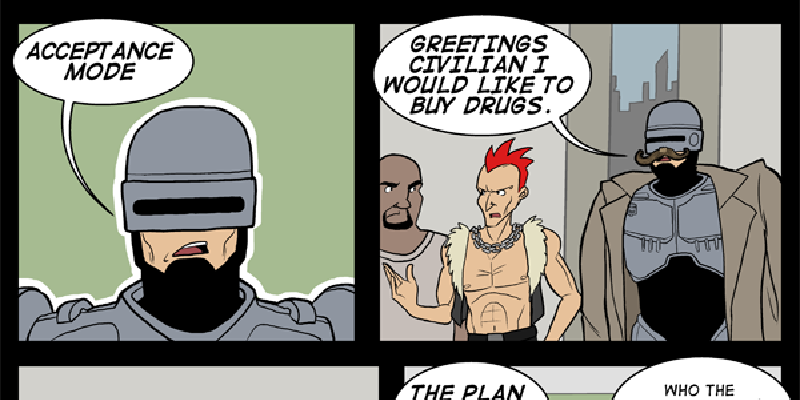 ACCEPTANCE
MODE
GREETINGS
CIVILIAN I
WOULD LIKE TO
BUY DRUGS.
THE PLAN
WHO THE